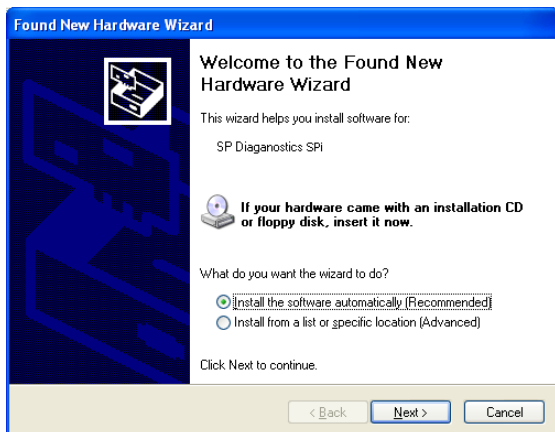 Found New Hardware Wizard
Welcome to the Found New
Hardware Wizard
This wizard helps you install software for:
SP Diaganostics SPi
If your hardware came with an installation CD
or floppy disk, insert it now.
What do you want the wizard to do?
Install the software automatically (Recommended)
Install from a list or specific location (Advanced)
Click Next to continue.
< Back Next > Cancel